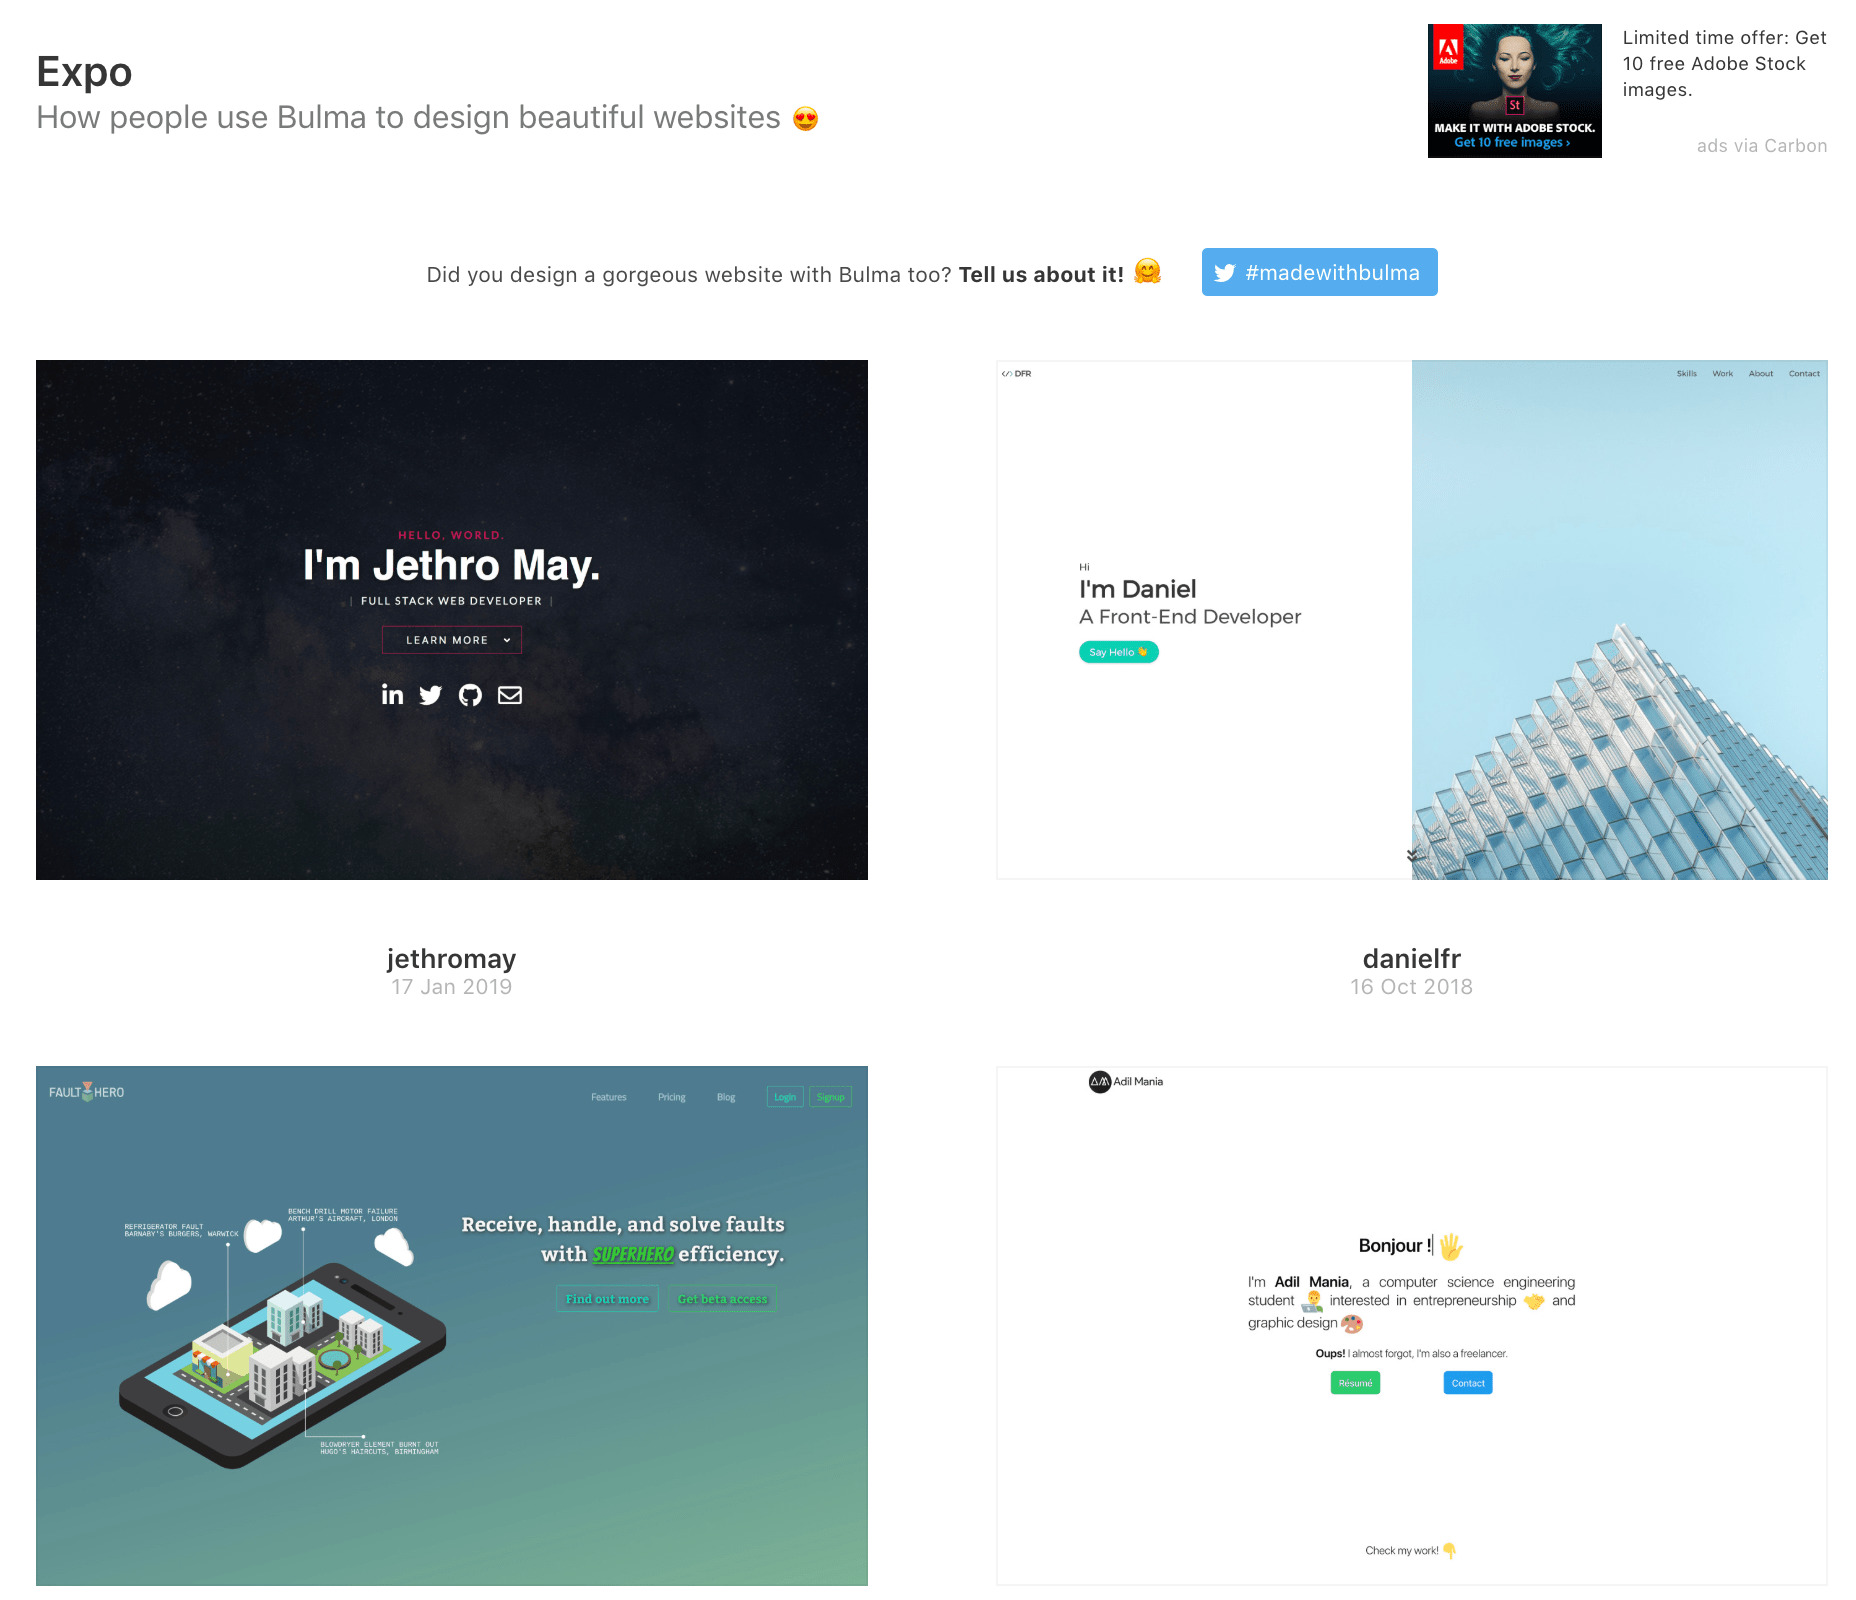 Expo
How people use Bulma to design beautiful websites 😍
Adobe
St
MAKE IT WITH ADOBE STOCK.
Get 10 free images ›
Limited time offer: Get
10 free Adobe Stock
images.
ads via Carbon
Did you design a gorgeous website with Bulma too? Tell us about it! 🤗
#madewithbulma
HELLO, WORLD.
I'm Jethro May.
| FULL STACK WEB DEVELOPER |
LEARN MORE
in
</> DFR
Skills Work About Contact
Hi
I'm Daniel
A Front-End Developer
Say Hello 👋
jethromay
17 Jan 2019
danielfr
16 Oct 2018
FAULT HERO
Features Pricing Blog Login Signup
REFRIGERATOR FAULT
BARNABY'S BURGERS, WARWICK
BENCH DRILL MOTOR FAILURE
ARTHUR'S AIRCRAFT, LONDON
BLOWDRYER ELEMENT BURNT OUT
HUGO'S HAIRCUTS, BIRMINGHAM
Receive, handle, and solve faults
with SUPERHERO efficiency.
Find out more Get beta access
AM Adil Mania
Bonjour !| 🖐
I'm Adil Mania, a computer science engineering
student 👨‍💻 interested in entrepreneurship 🤝 and
graphic design 🎨
Oups! I almost forgot, I'm also a freelancer.
Résumé Contact
Check my work! 👇